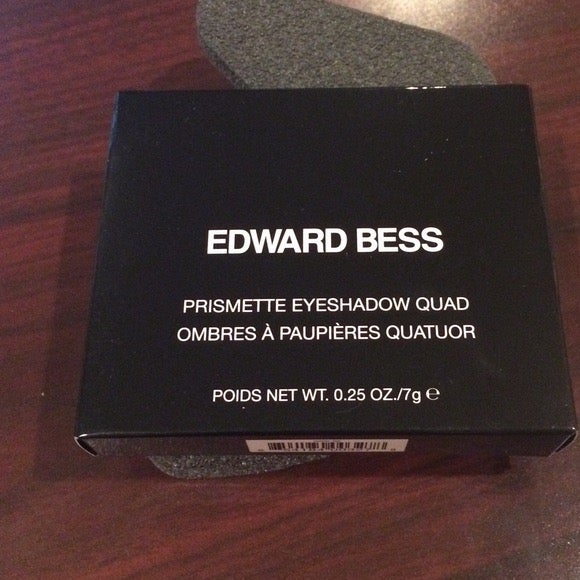 EDWARD BESS
PRISMETTE EYESHADOW QUAD
OMBRES À PAUPIÈRES QUATUOR
POIDS NET WT. 0.25 OZ./7g ℮